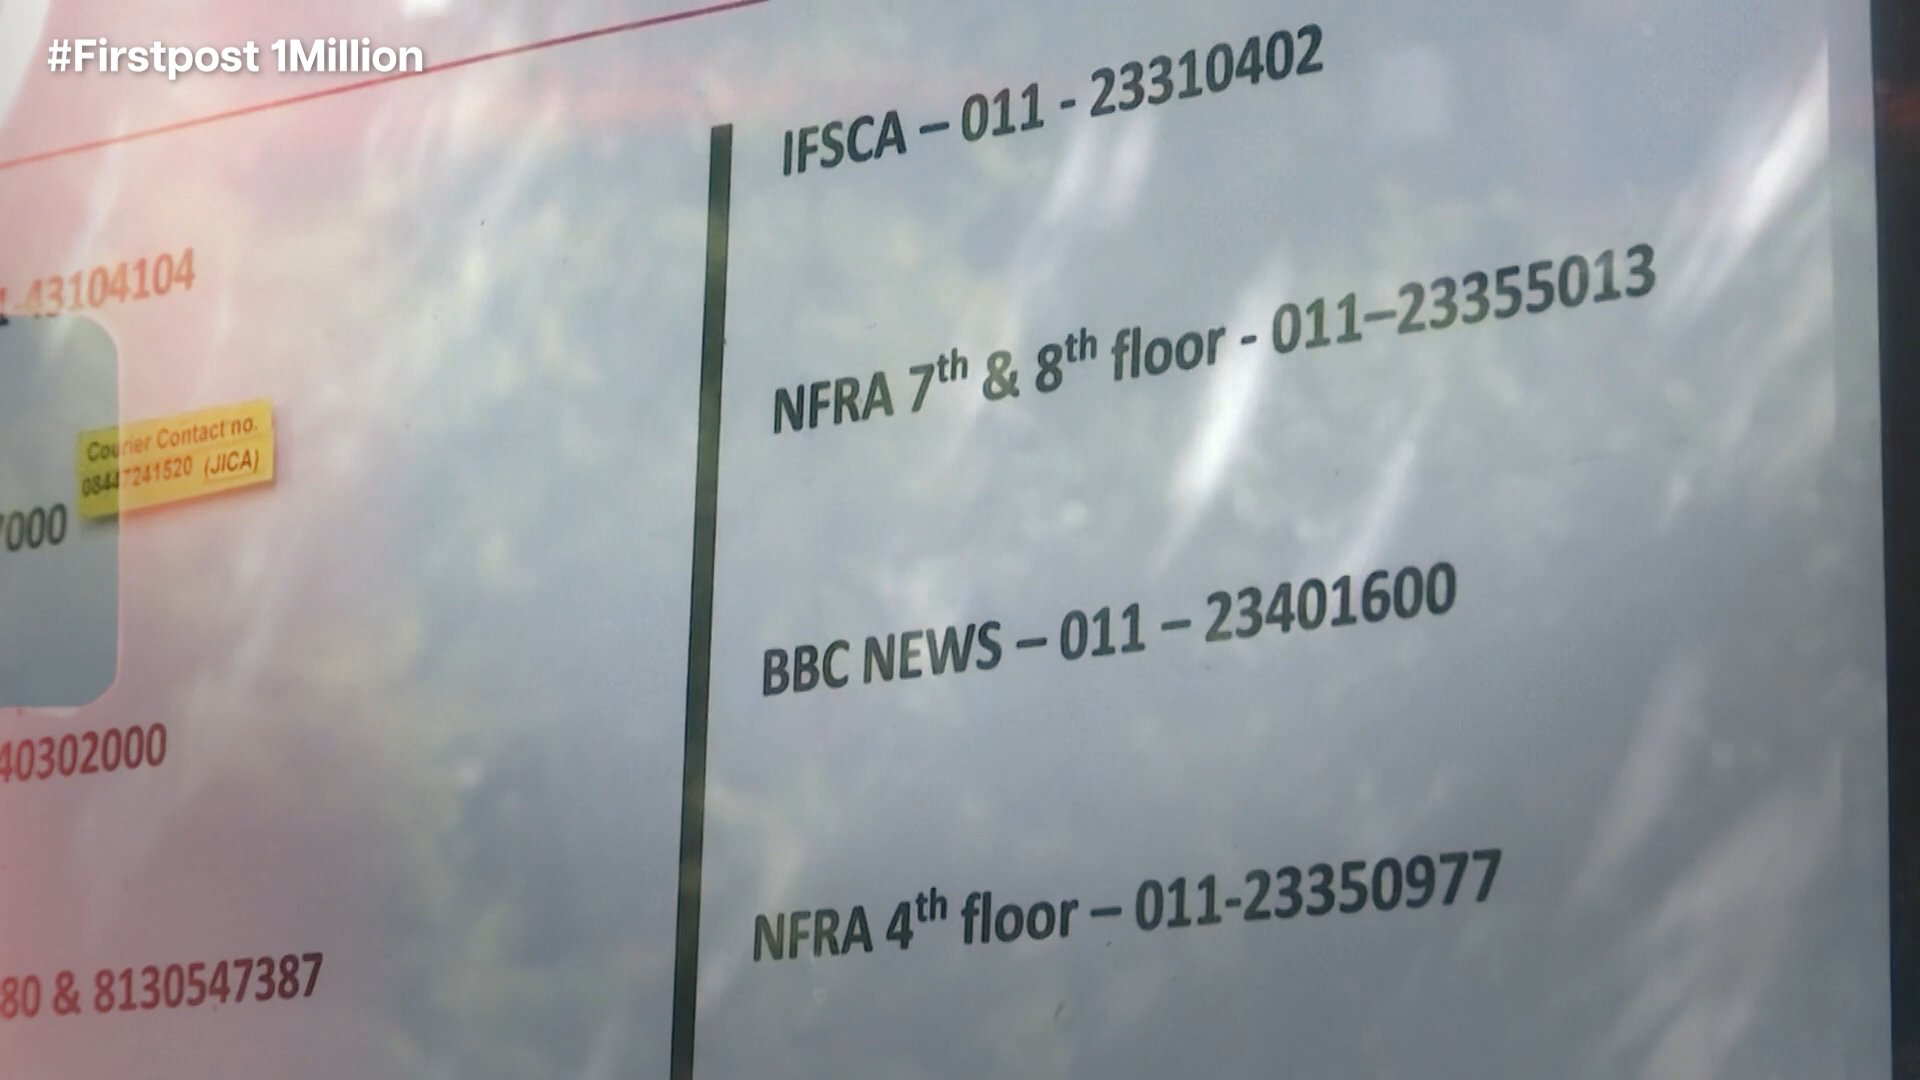 #Firstpost 1Million
43104104
Courier Contact no.
08447241520 (JICA)
000
40302000
80 & 8130547387
IFSCA – 011 - 23310402
NFRA 7th & 8th floor - 011–23355013
BBC NEWS – 011 – 23401600
NFRA 4th floor – 011-23350977